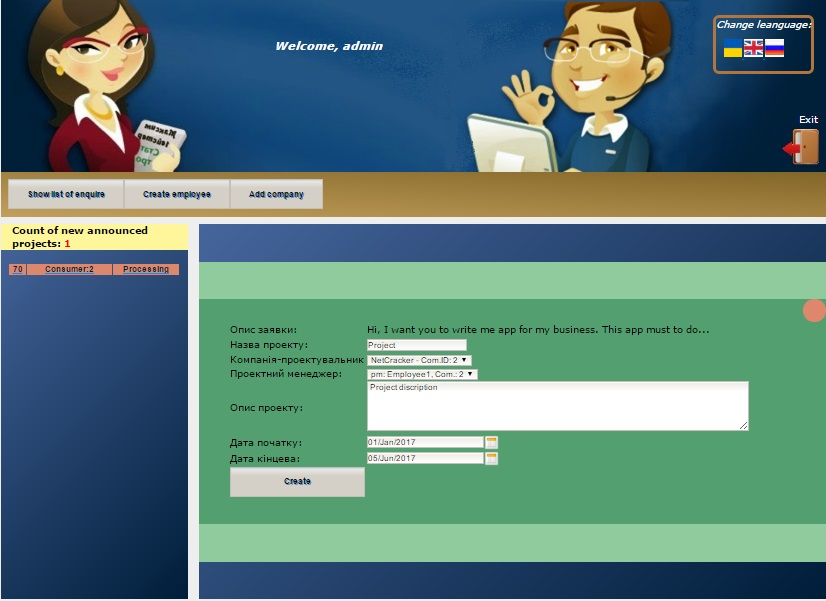 Welcome, admin
Change leanguage:
Exit
Show list of enquire
Create employee
Add company
Count of new announced
projects: 1
70 Consumer:2 Processing
Опис заявки: Hi, I want you to write me app for my business. This app must to do...
Назва проекту: Project
Компанія-проектувальник NetCracker - Com.ID: 2
Проектний менеджер: pm: Employee1, Com.: 2
Опис проекту: Project discription
Дата початку: 01/Jan/2017
Дата кінцева: 05/Jun/2017
Create